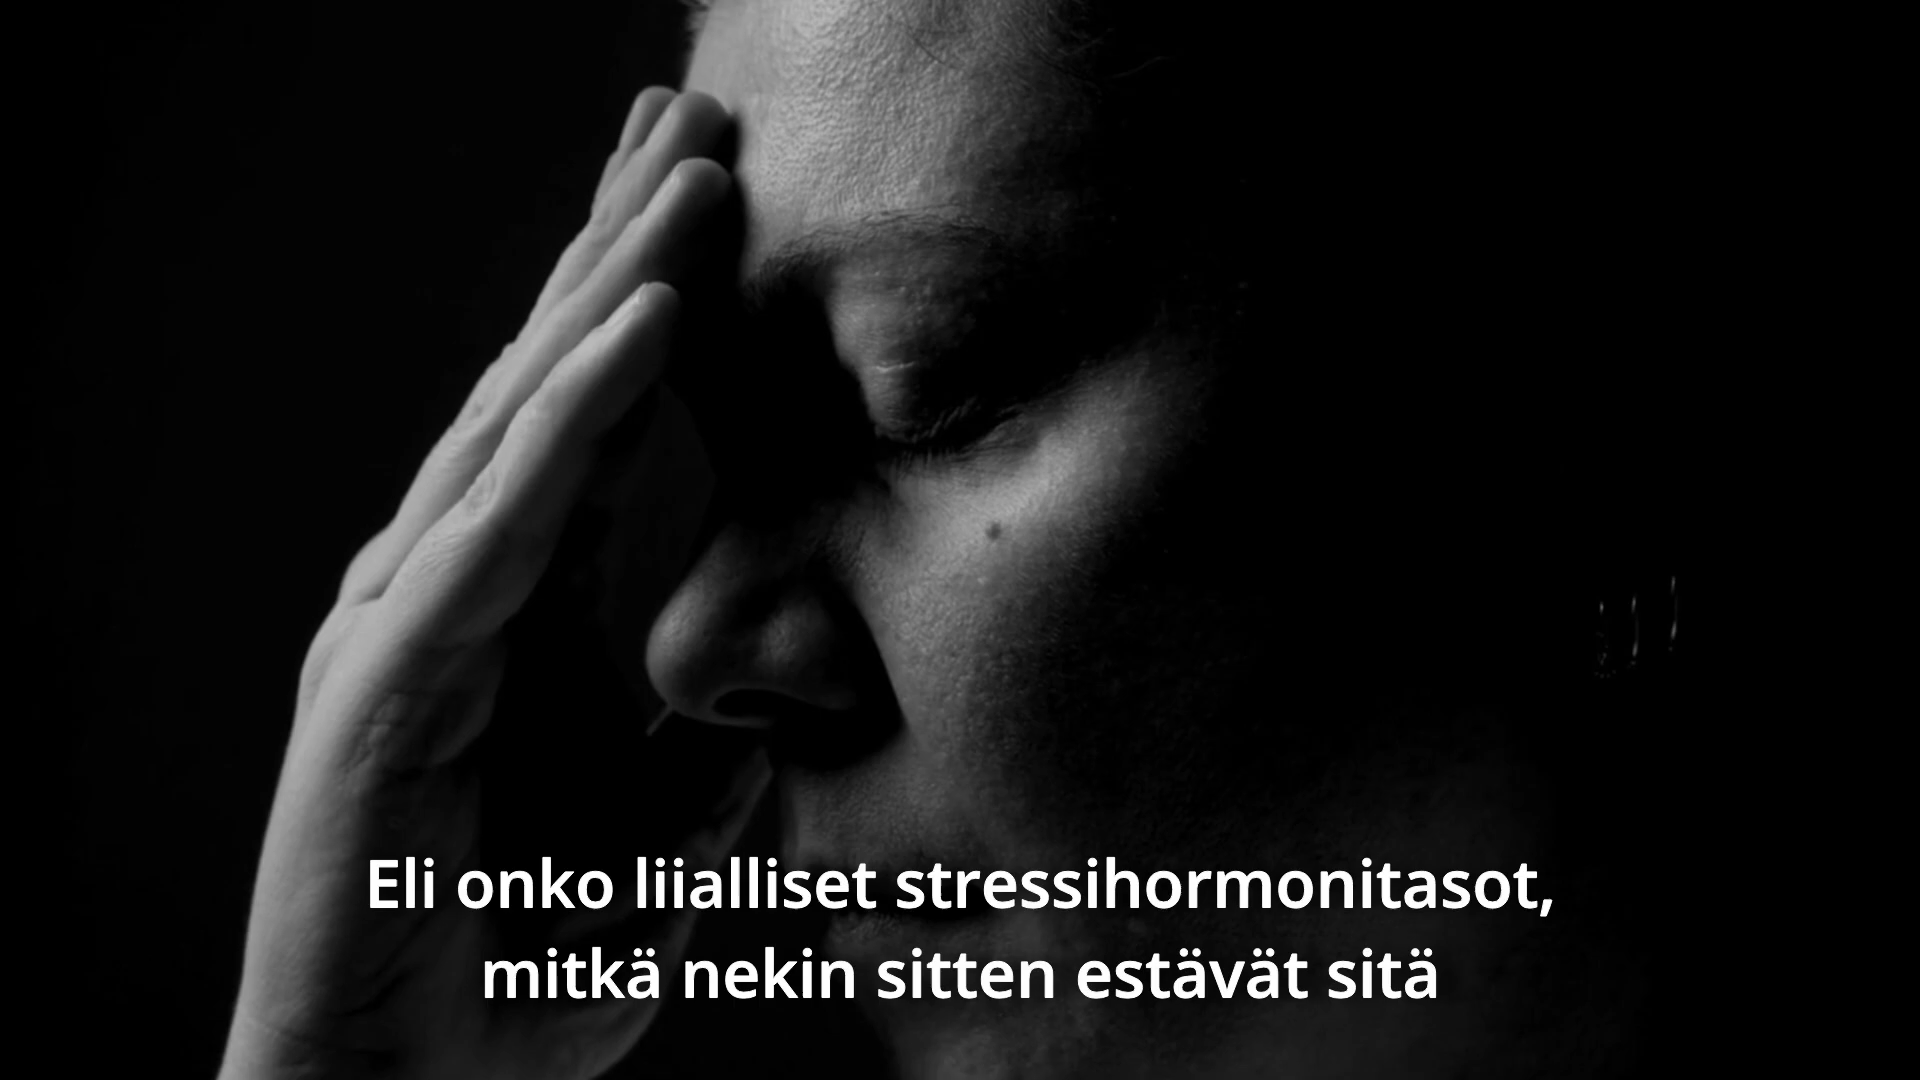 Eli onko liialliset stressihormonitasot,
mitkä nekin sitten estävät sitä